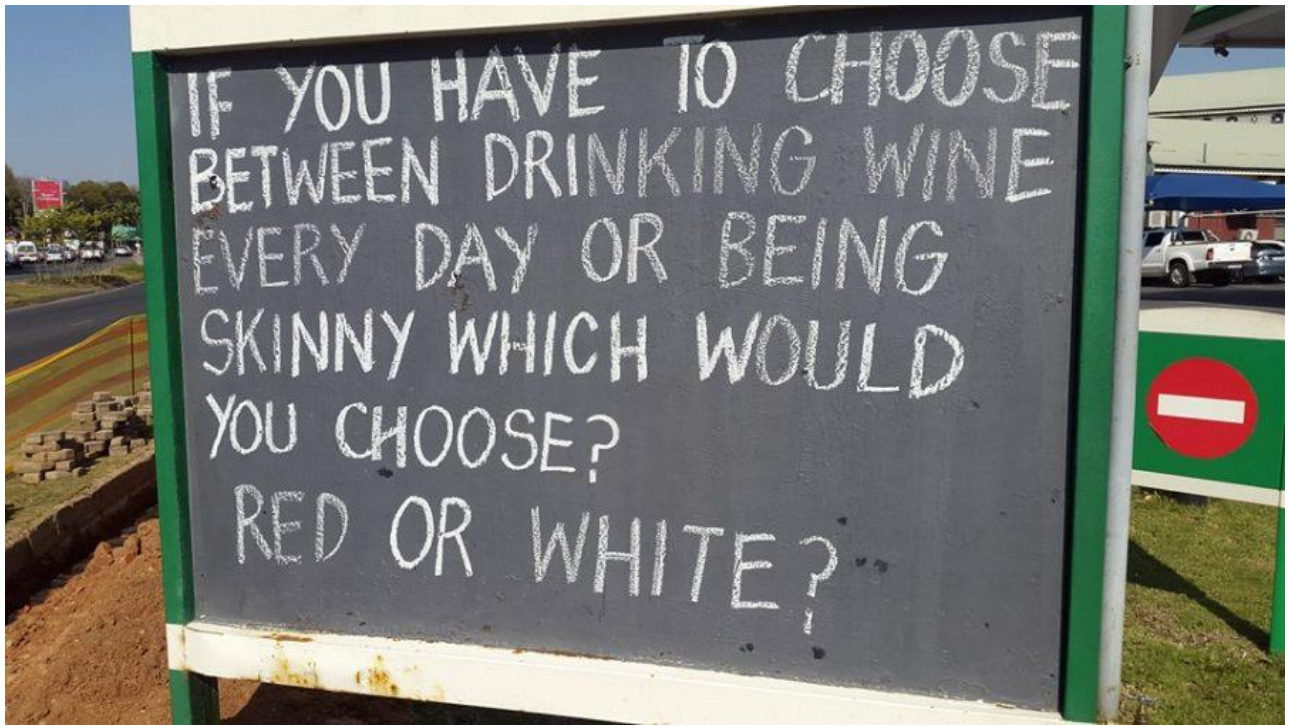 IF YOU HAVE TO CHOOSE
BETWEEN DRINKING WINE
EVERY DAY OR BEING
SKINNY WHICH WOULD
YOU CHOOSE?
RED OR WHITE?